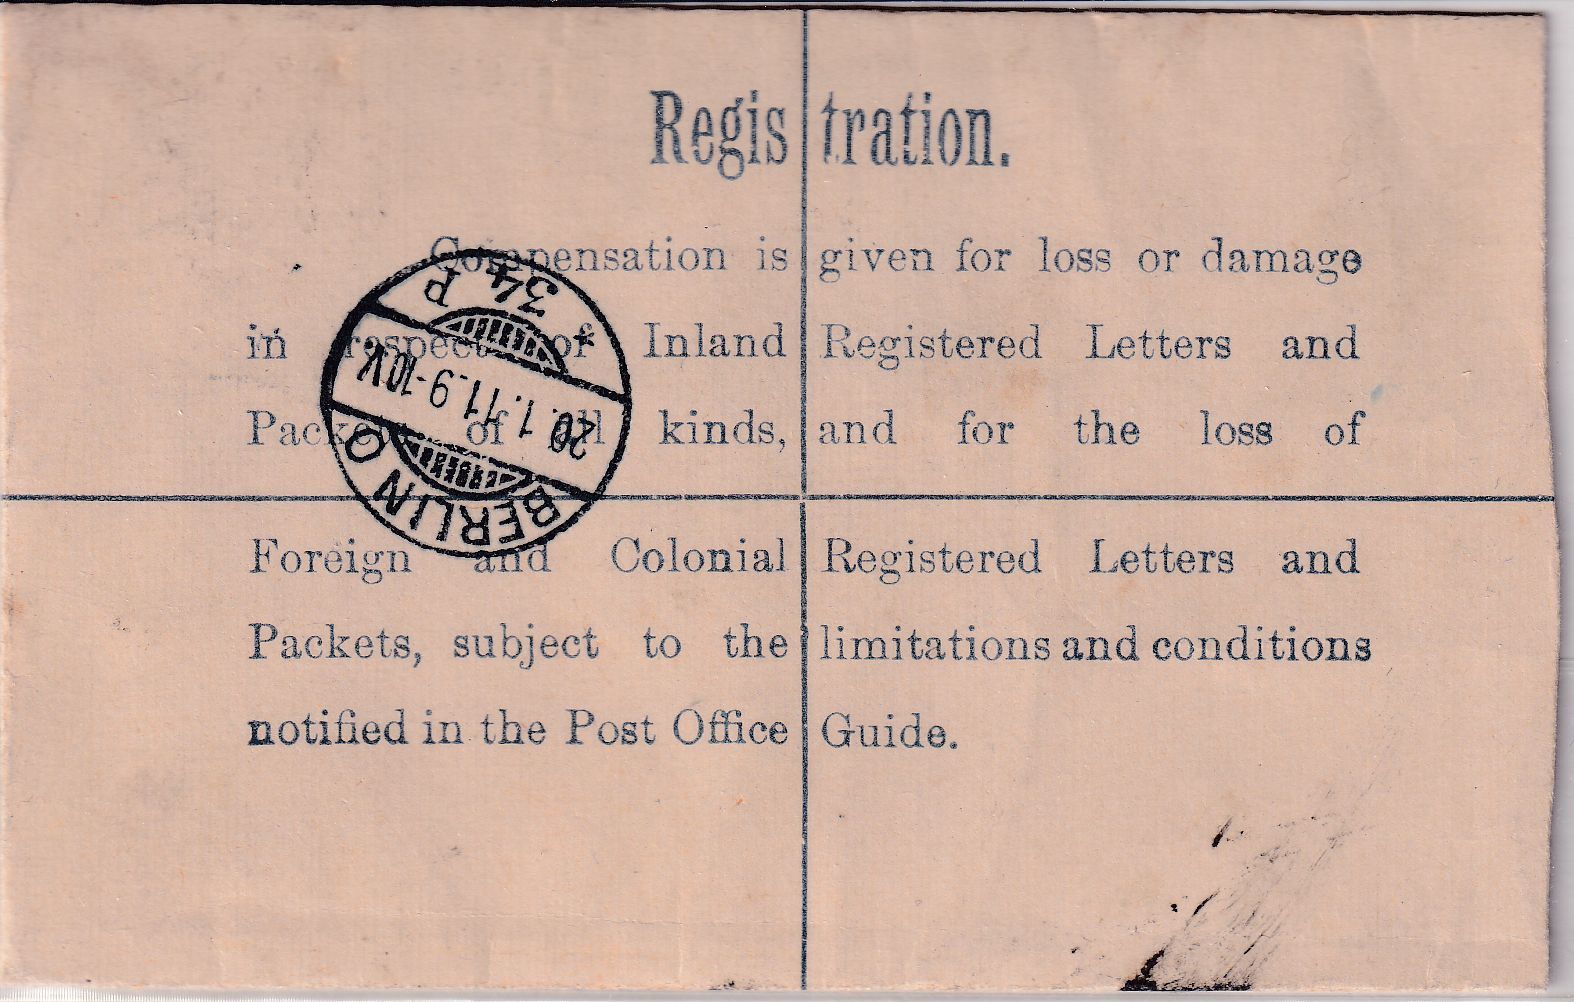 Registration.
Compensation is given for loss or damage
in respect of Inland Registered Letters and
Packets of all kinds, and for the loss of
Foreign and Colonial Registered Letters and
Packets, subject to the limitations and conditions
notified in the Post Office Guide.
BERLIN O
20.1.11.9-10V.
* 34 P